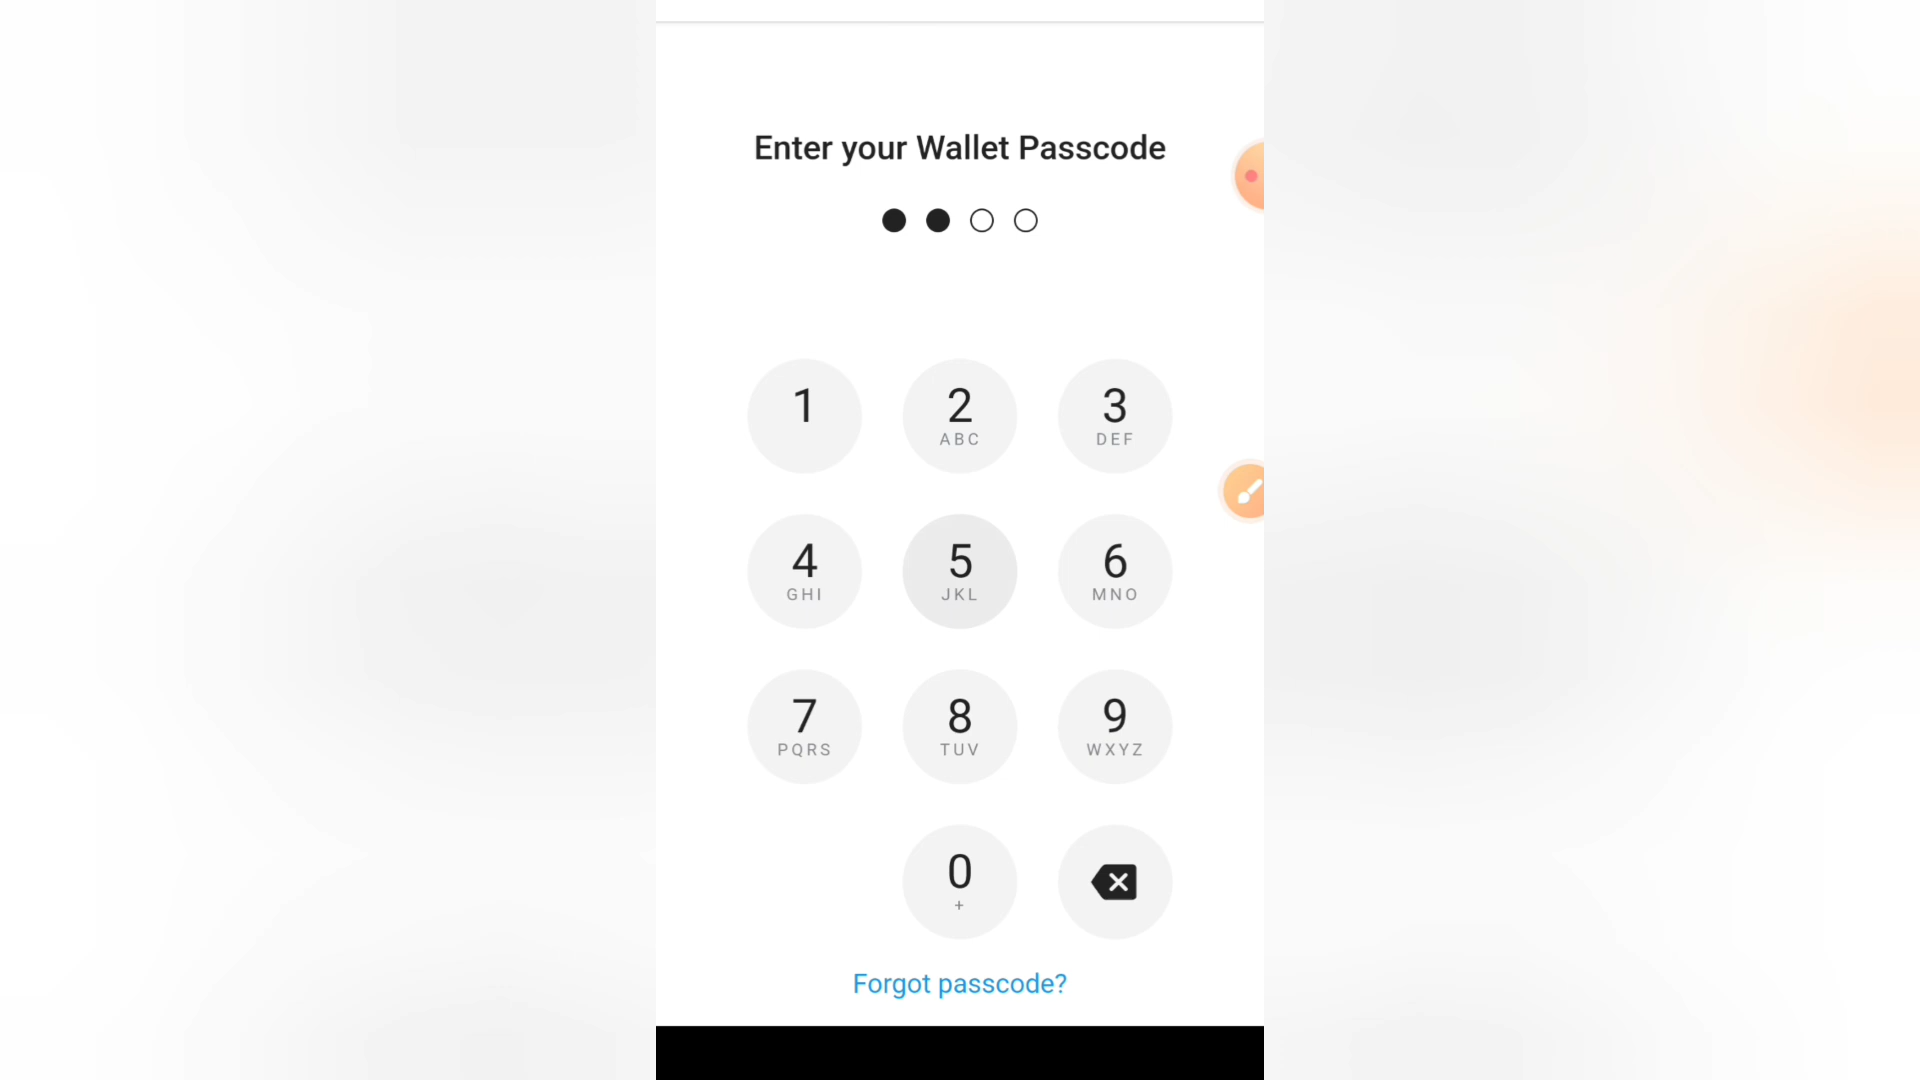 Enter your Wallet Passcode
1 2 3
ABC DEF
4 5 6
GHI JKL MNO
7 8 9
PQRS TUV WXYZ
0
+
Forgot passcode?